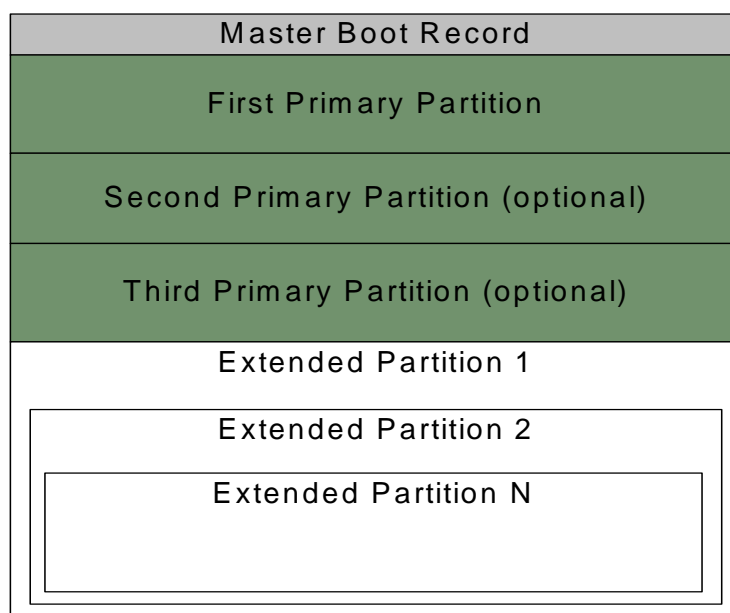 Master Boot Record
First Primary Partition
Second Primary Partition (optional)
Third Primary Partition (optional)
Extended Partition 1
Extended Partition 2
Extended Partition N